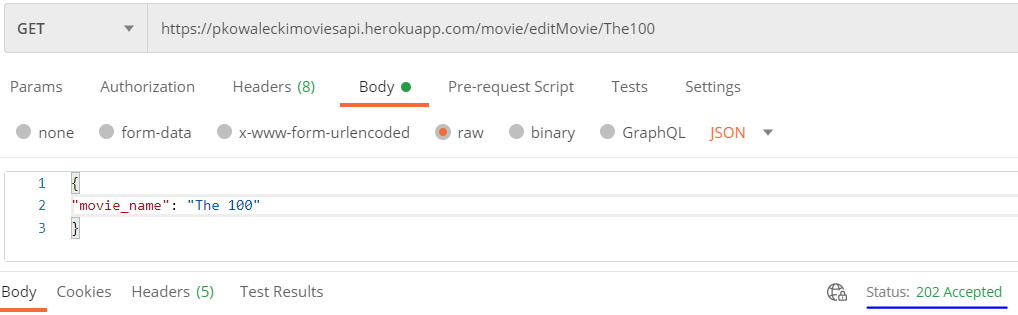 GET https://pkowaleckimoviesapi.herokuapp.com/movie/editMovie/The100
Params Authorization Headers (8) Body Pre-request Script Tests Settings
none form-data x-www-form-urlencoded raw binary GraphQL JSON
1 {
2 "movie_name": "The 100"
3 }
Body Cookies Headers (5) Test Results Status: 202 Accepted